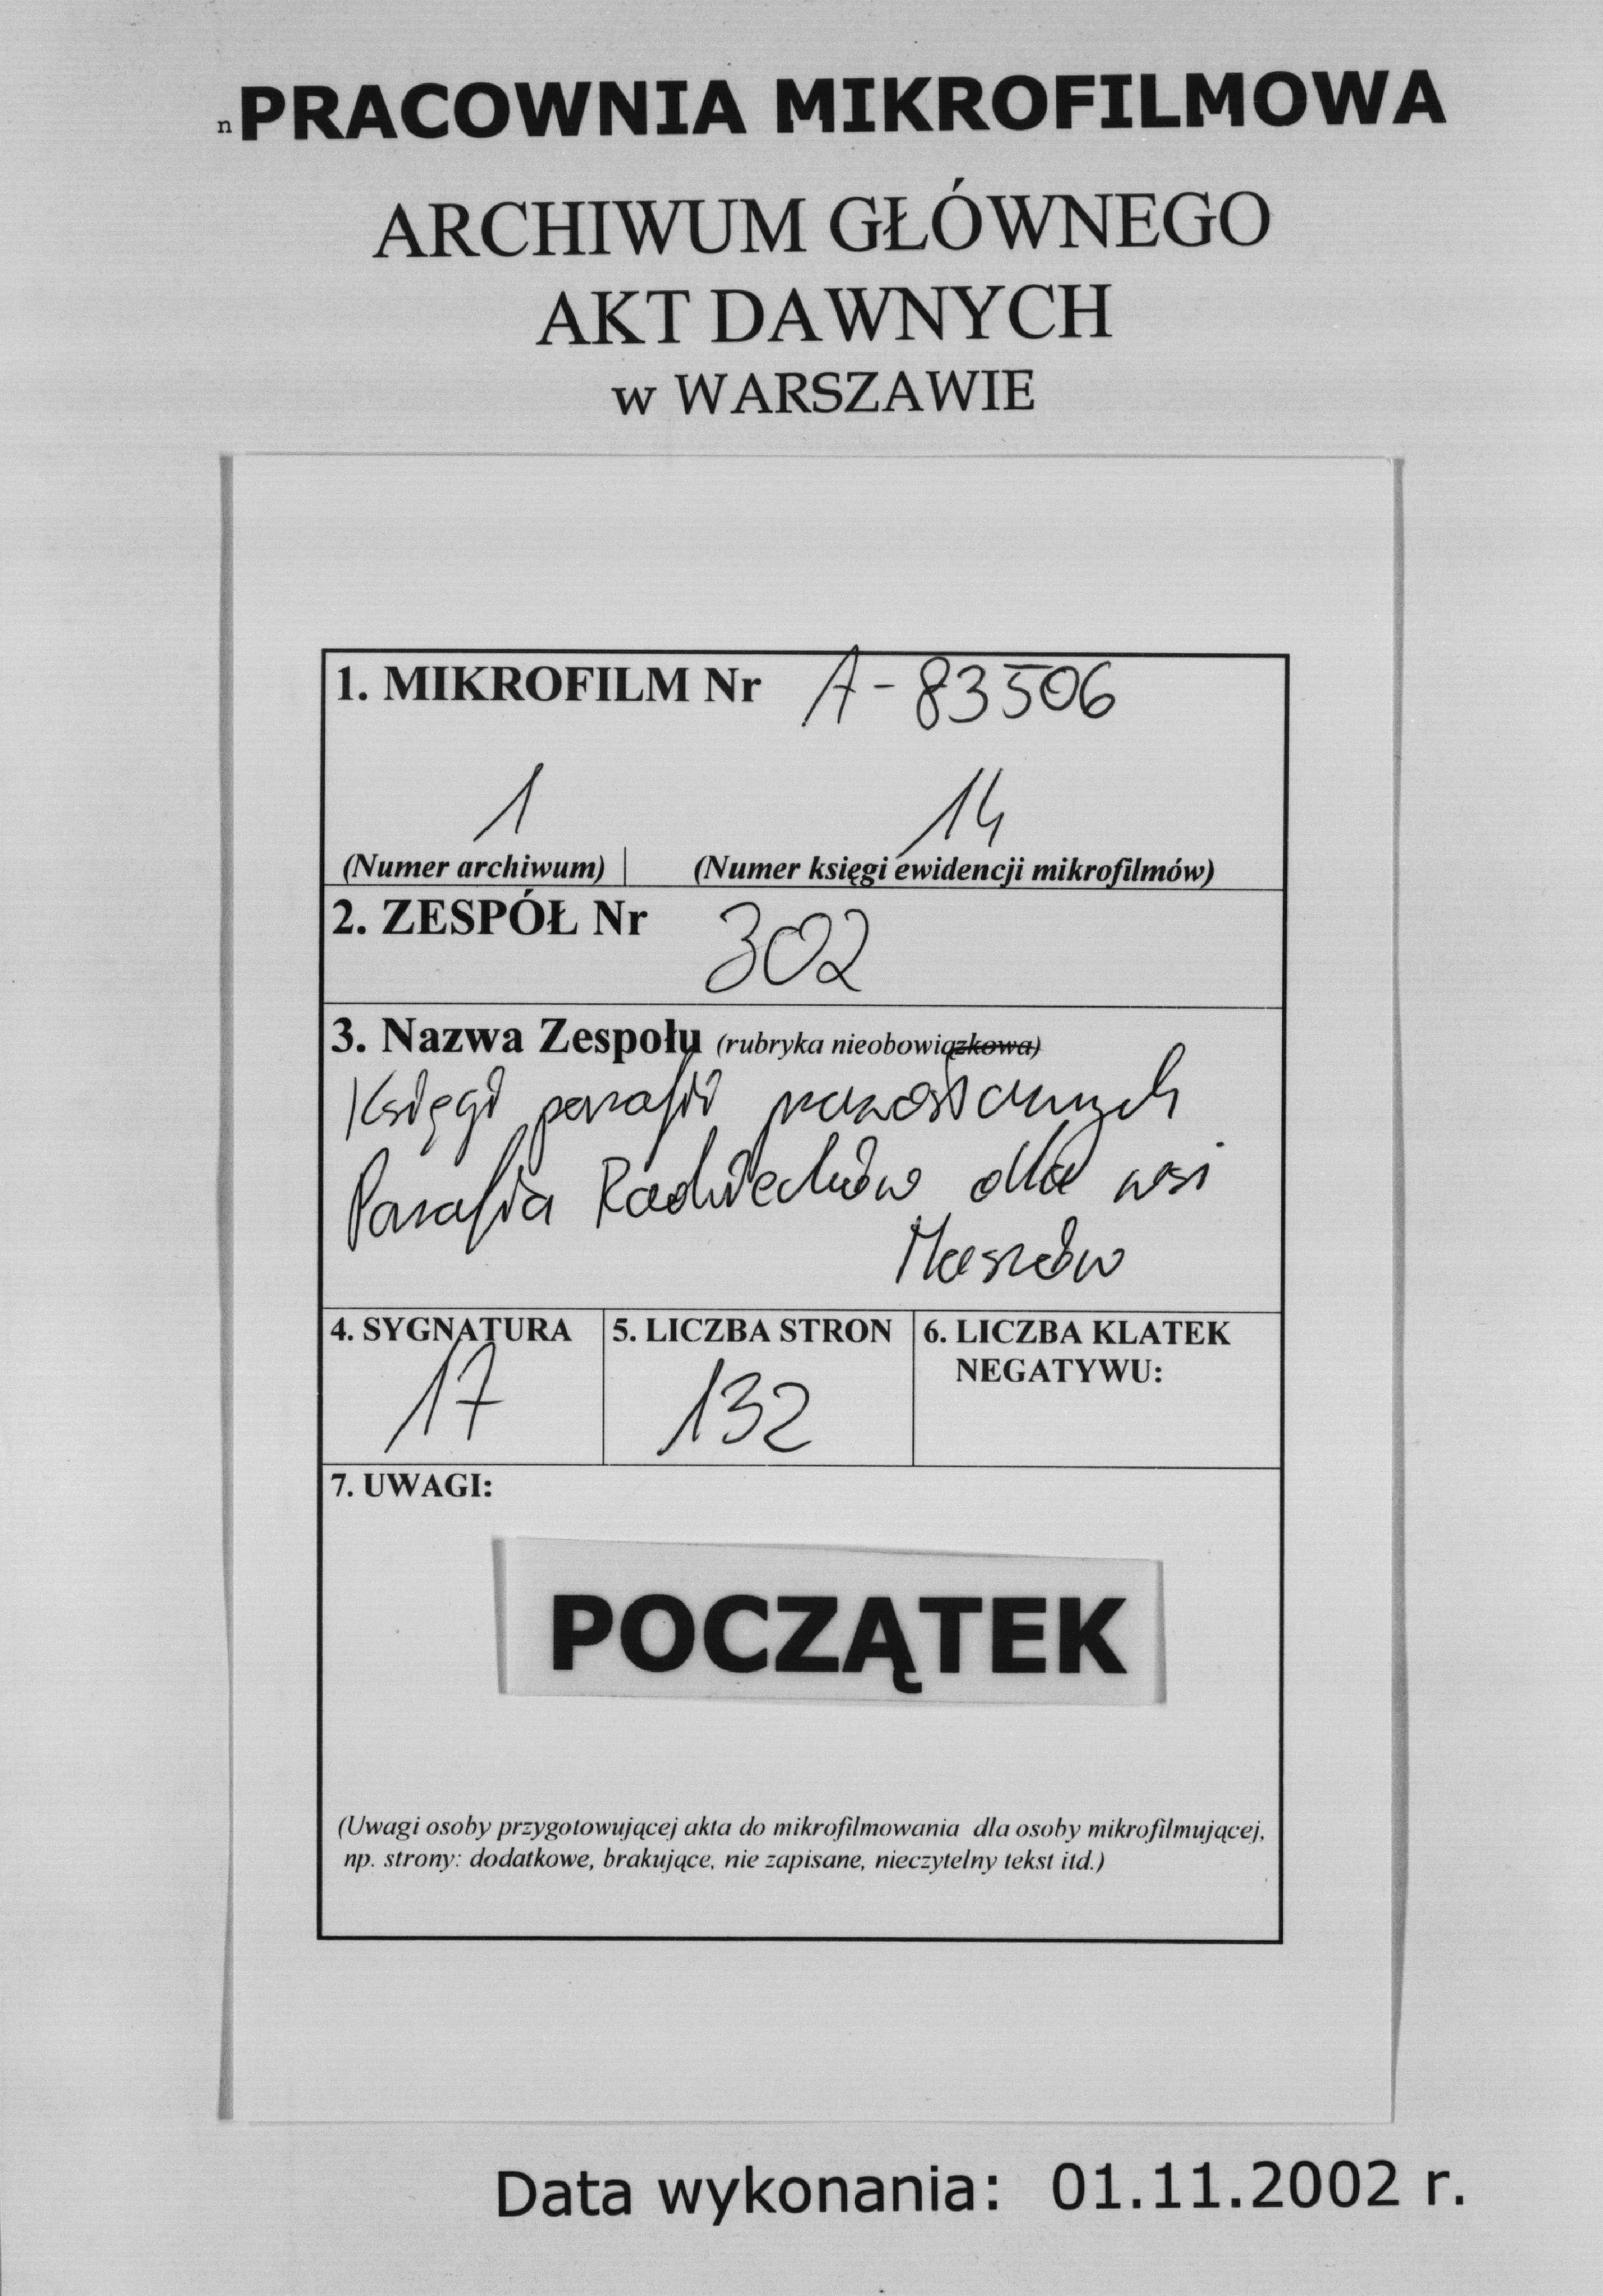 n PRACOWNIA MIKROFILMOWA
ARCHIWUM GŁÓWNEGO
AKT DAWNYCH
w WARSZAWIE
1. MIKROFILM Nr A-83506
1 14
(Numer archiwum) (Numer księgi ewidencji mikrofilmów)
2. ZESPÓŁ Nr 302
3. Nazwa Zespołu (rubryka nieobowiązkowa)
Księgi parafii prawosławnych
Parafia Radziechów dla wsi
4. SYGNATURA 5. LICZBA STRON 6. LICZBA KLATEK
NEGATYWU:
17 132
7. UWAGI:
POCZĄTEK
(Uwagi osoby przygotowującej akta do mikrofilmowania dla osoby mikrofilmującej,
np. strony: dodatkowe, brakujące, nie zapisane, nieczytelny tekst itd.)
Data wykonania: 01.11.2002 r.